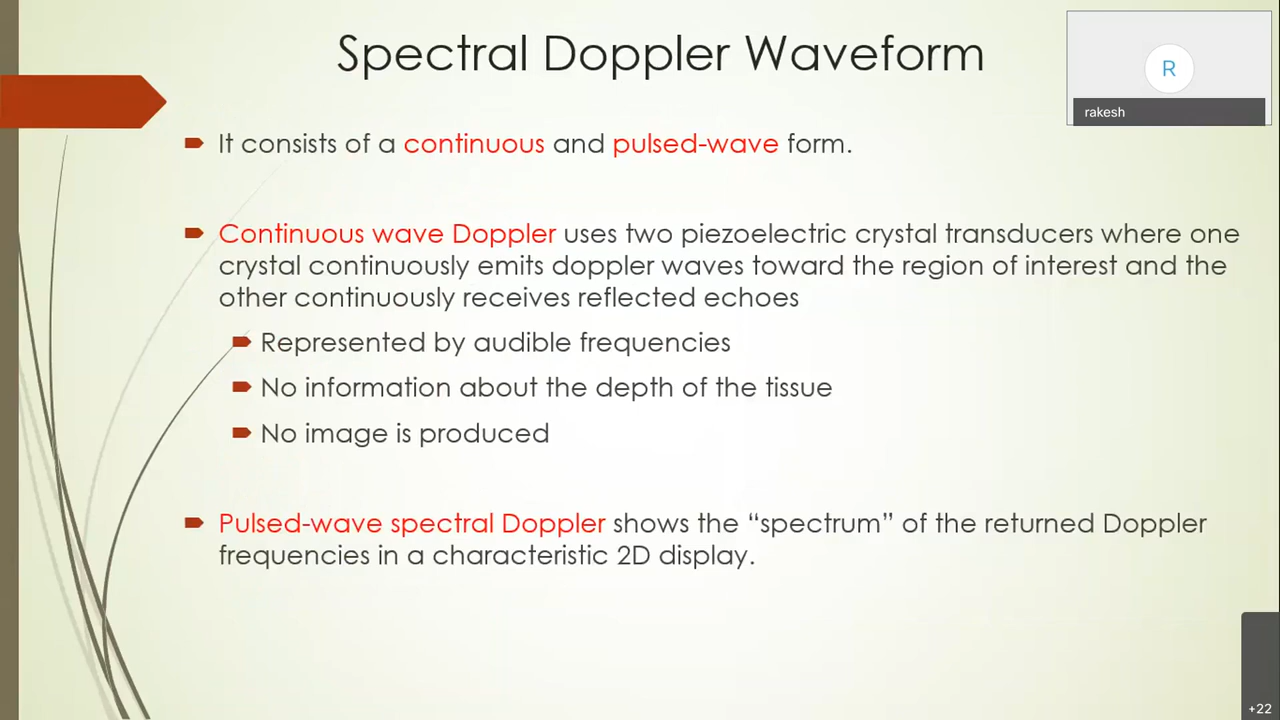 Spectral Doppler Waveform
R
rakesh
It consists of a continuous and pulsed-wave form.
Continuous wave Doppler uses two piezoelectric crystal transducers where one
crystal continuously emits doppler waves toward the region of interest and the
other continuously receives reflected echoes
Represented by audible frequencies
No information about the depth of the tissue
No image is produced
Pulsed-wave spectral Doppler shows the “spectrum” of the returned Doppler
frequencies in a characteristic 2D display.
+22